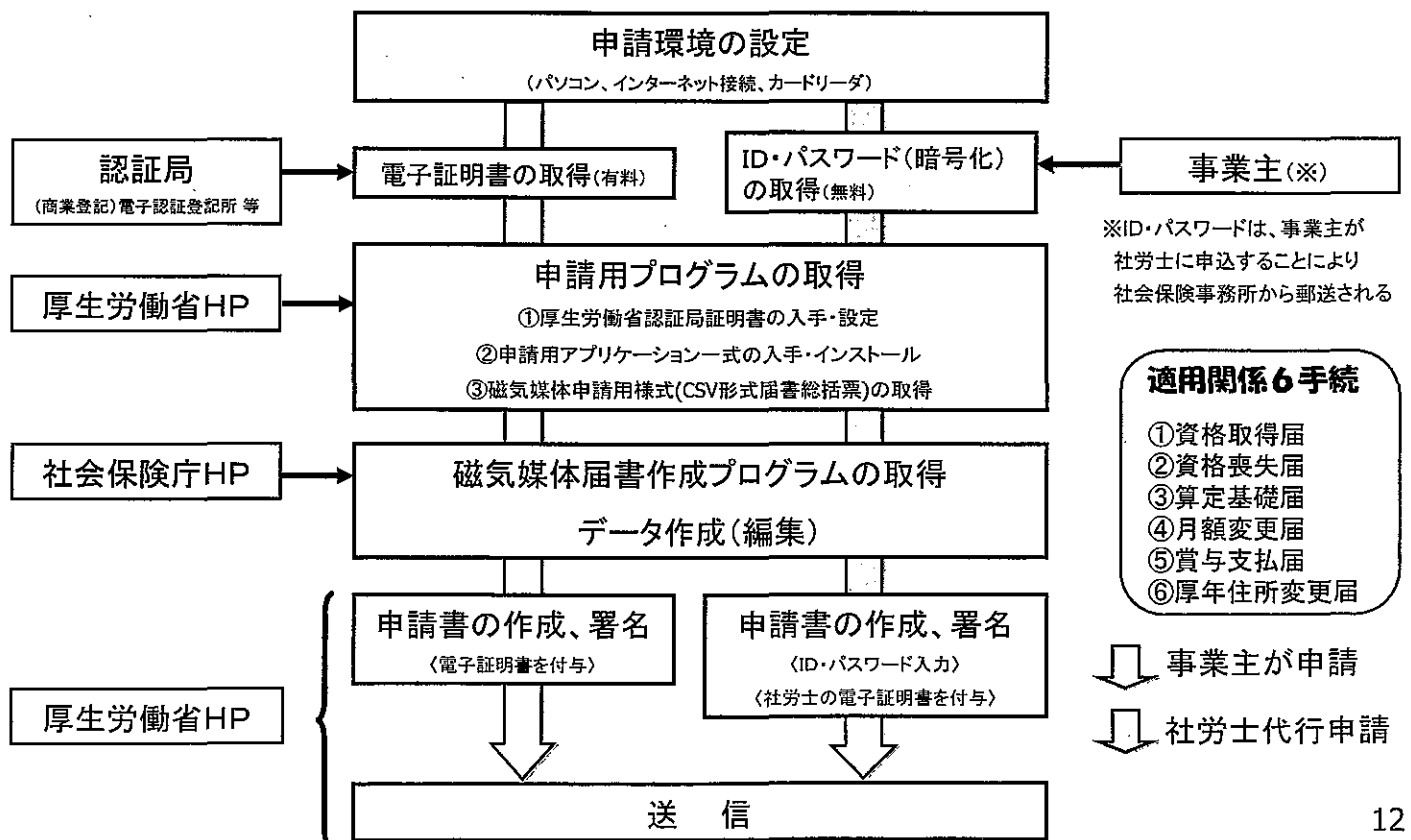 申請環境の設定
(パソコン、インターネット接続、カードリーダ)
認証局
(商業登記)電子認証登記所 等
電子証明書の取得(有料)
ID・パスワード(暗号化)
の取得(無料)
事業主(※)
※ID・パスワードは、事業主が
社労士に申込することにより
社会保険事務所から郵送される
厚生労働省HP
申請用プログラムの取得
①厚生労働省認証局証明書の入手・設定
②申請用アプリケーション一式の入手・インストール
③磁気媒体申請用様式(CSV形式届書総括票)の取得
社会保険庁HP
磁気媒体届書作成プログラムの取得
データ作成(編集)
適用関係6手続
①資格取得届
②資格喪失届
③算定基礎届
④月額変更届
⑤賞与支払届
⑥厚年住所変更届
厚生労働省HP
申請書の作成、署名
〈電子証明書を付与〉
申請書の作成、署名
〈ID・パスワード入力〉
〈社労士の電子証明書を付与〉
事業主が申請
社労士代行申請
送 信
12